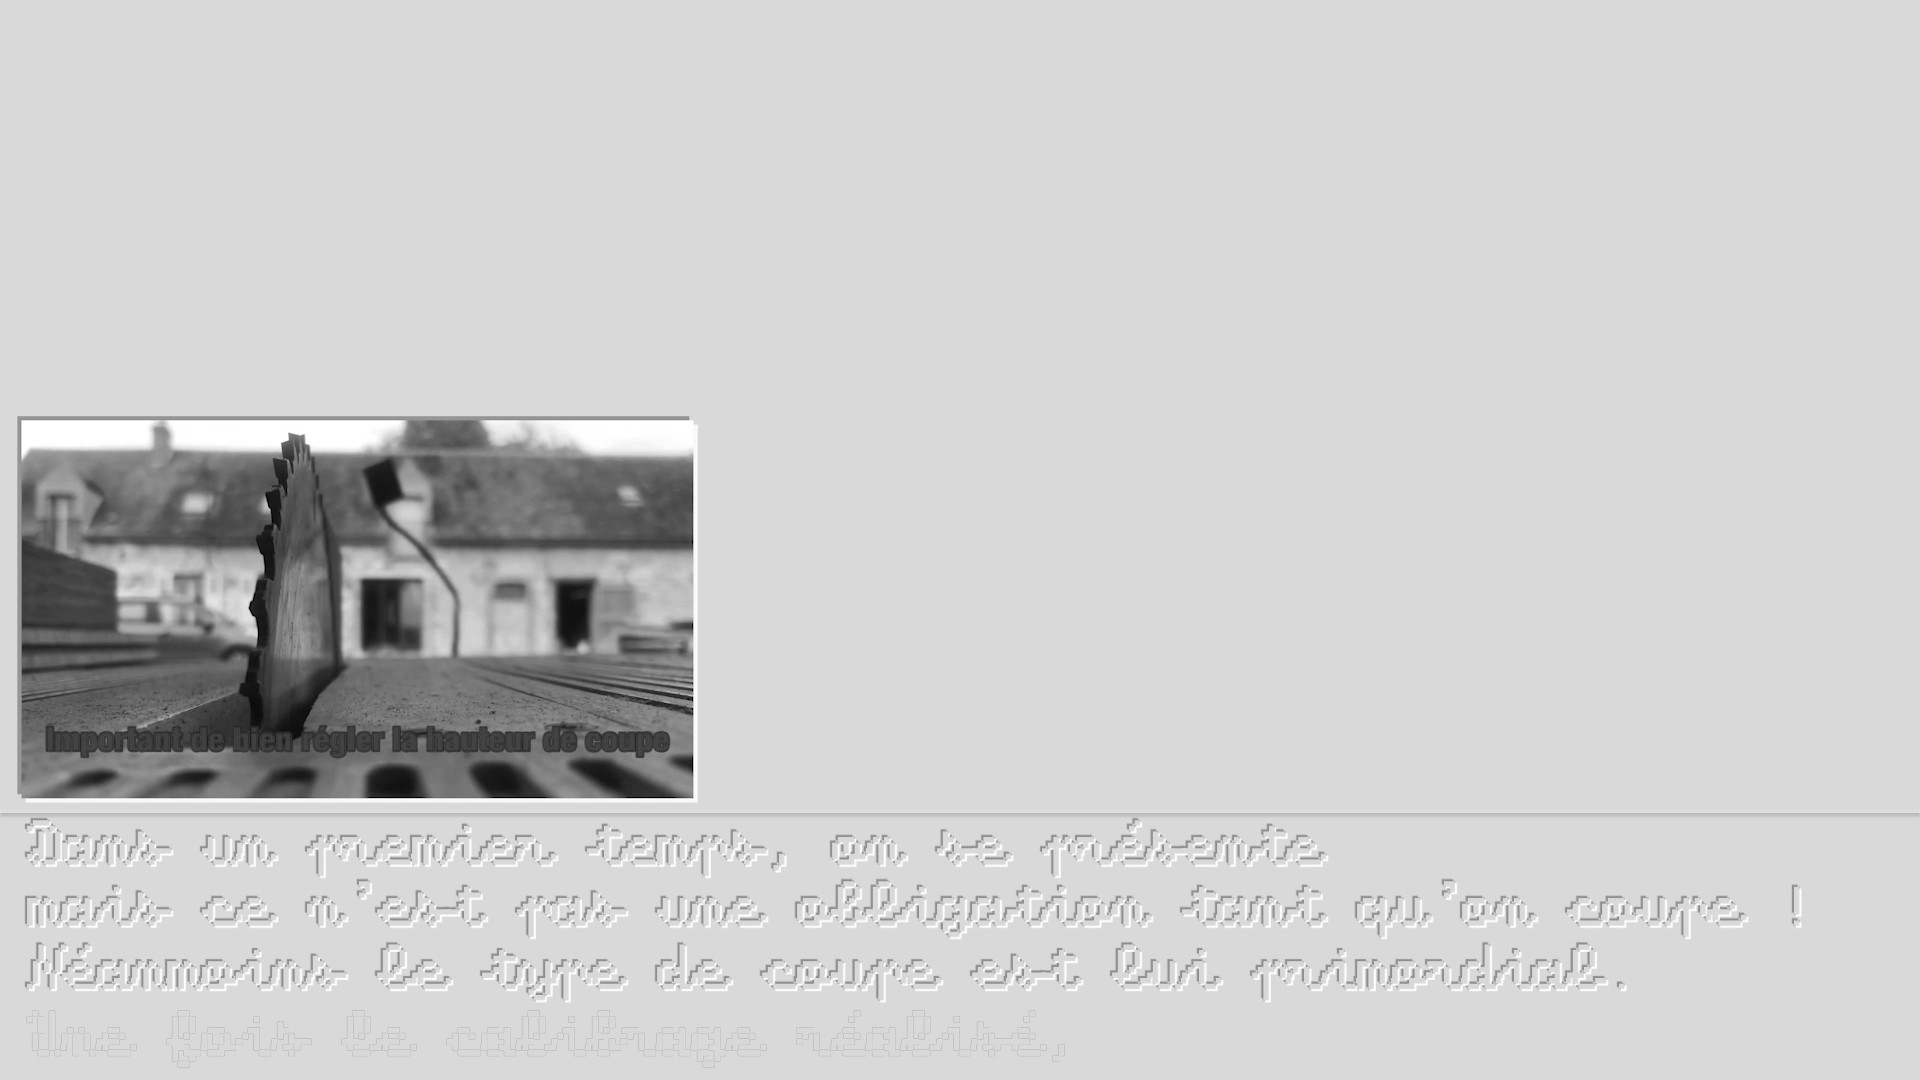 Important de bien régler la hauteur de coupe
Dans un premier temps, on se présente
mais ce n'est pas une obligation tant qu'on coupe !
Néanmoins le type de coupe est lui primordial.
Une fois le calibrage réalisé,